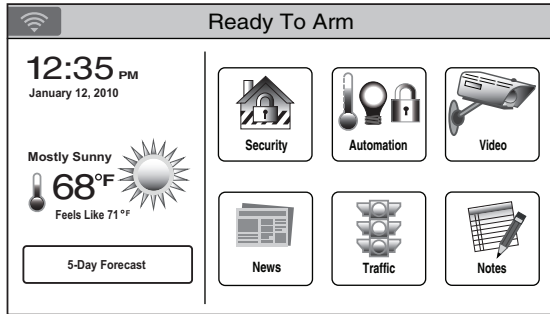 Ready To Arm
12:35 PM
January 12, 2010
Mostly Sunny
68°F
Feels Like 71°F
5-Day Forecast
Security
Automation
Video
News
Traffic
Notes